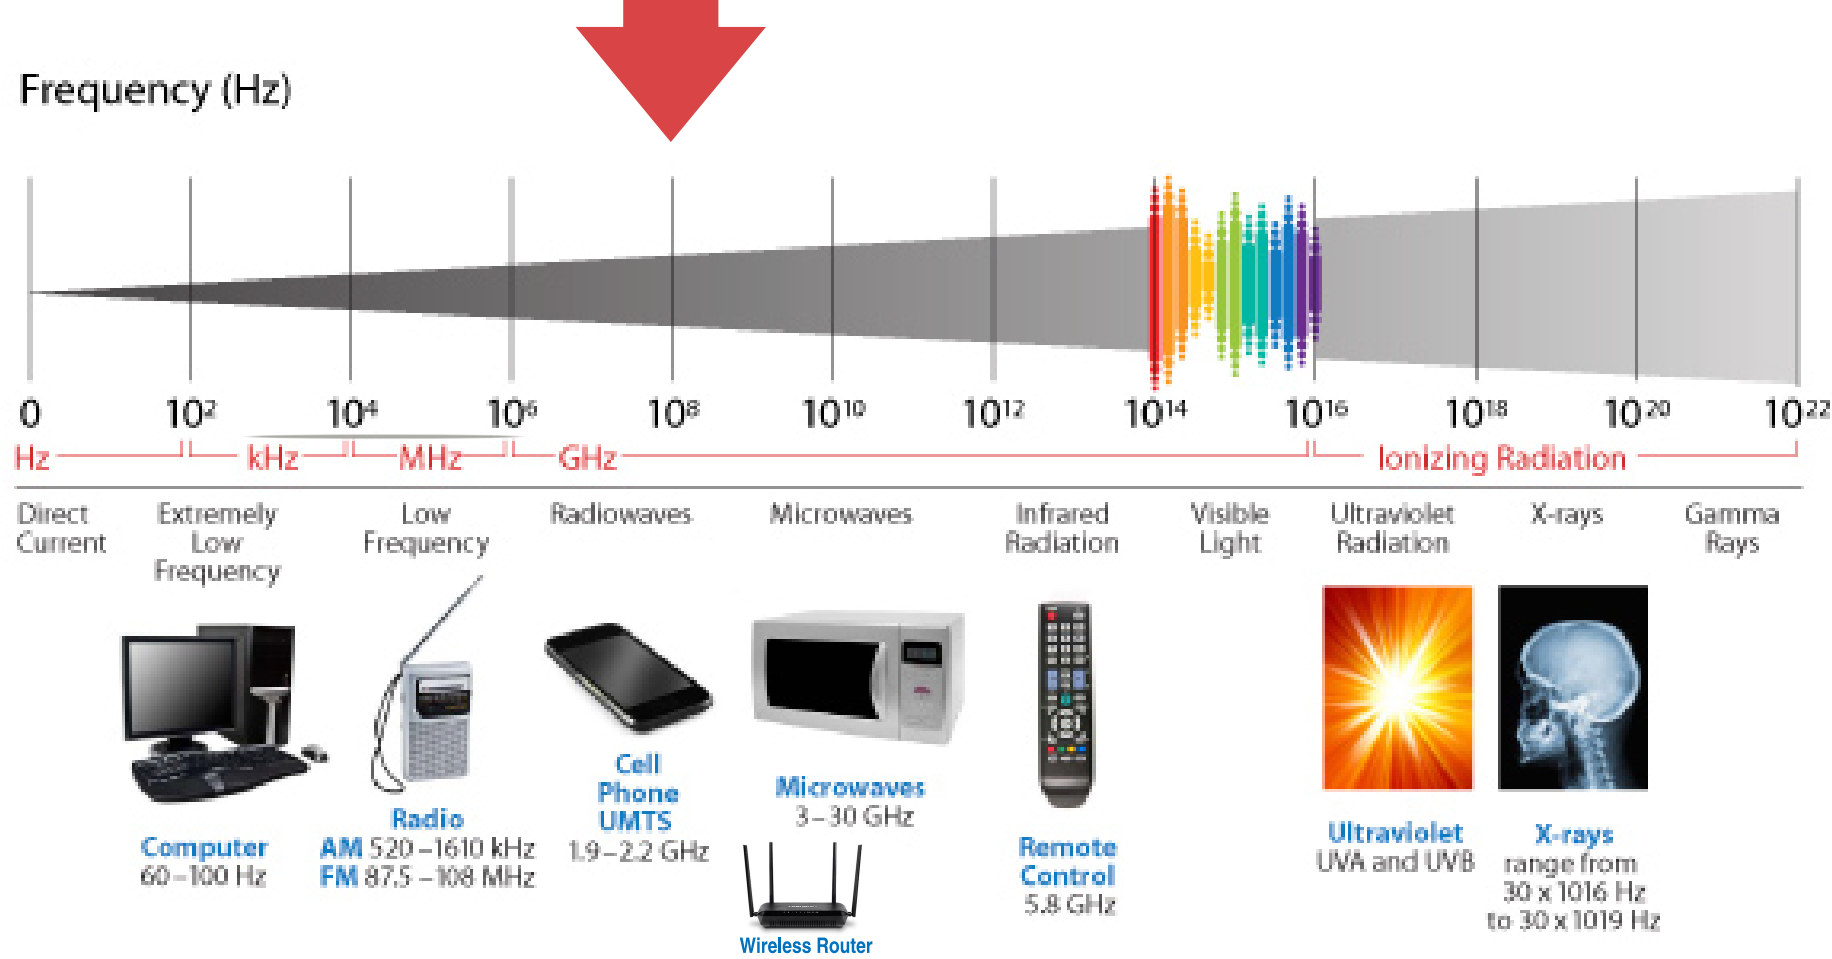 Frequency (Hz)
0 10² 10⁴ 10⁶ 10⁸ 10¹⁰ 10¹² 10¹⁴ 10¹⁶ 10¹⁸ 10²⁰ 10²²
Hz kHz MHz GHz Ionizing Radiation
Direct
Current
Extremely
Low
Frequency
Low
Frequency
Radiowaves
Microwaves
Infrared
Radiation
Visible
Light
Ultraviolet
Radiation
X-rays
Gamma
Rays
Computer
60–100 Hz
Radio
AM 520–1610 kHz
FM 87.5–108 MHz
Cell
Phone
UMTS
1.9–2.2 GHz
Microwaves
3–30 GHz
Wireless Router
Remote
Control
5.8 GHz
Ultraviolet
UVA and UVB
X-rays
range from
30 x 1016 Hz
to 30 x 1019 Hz